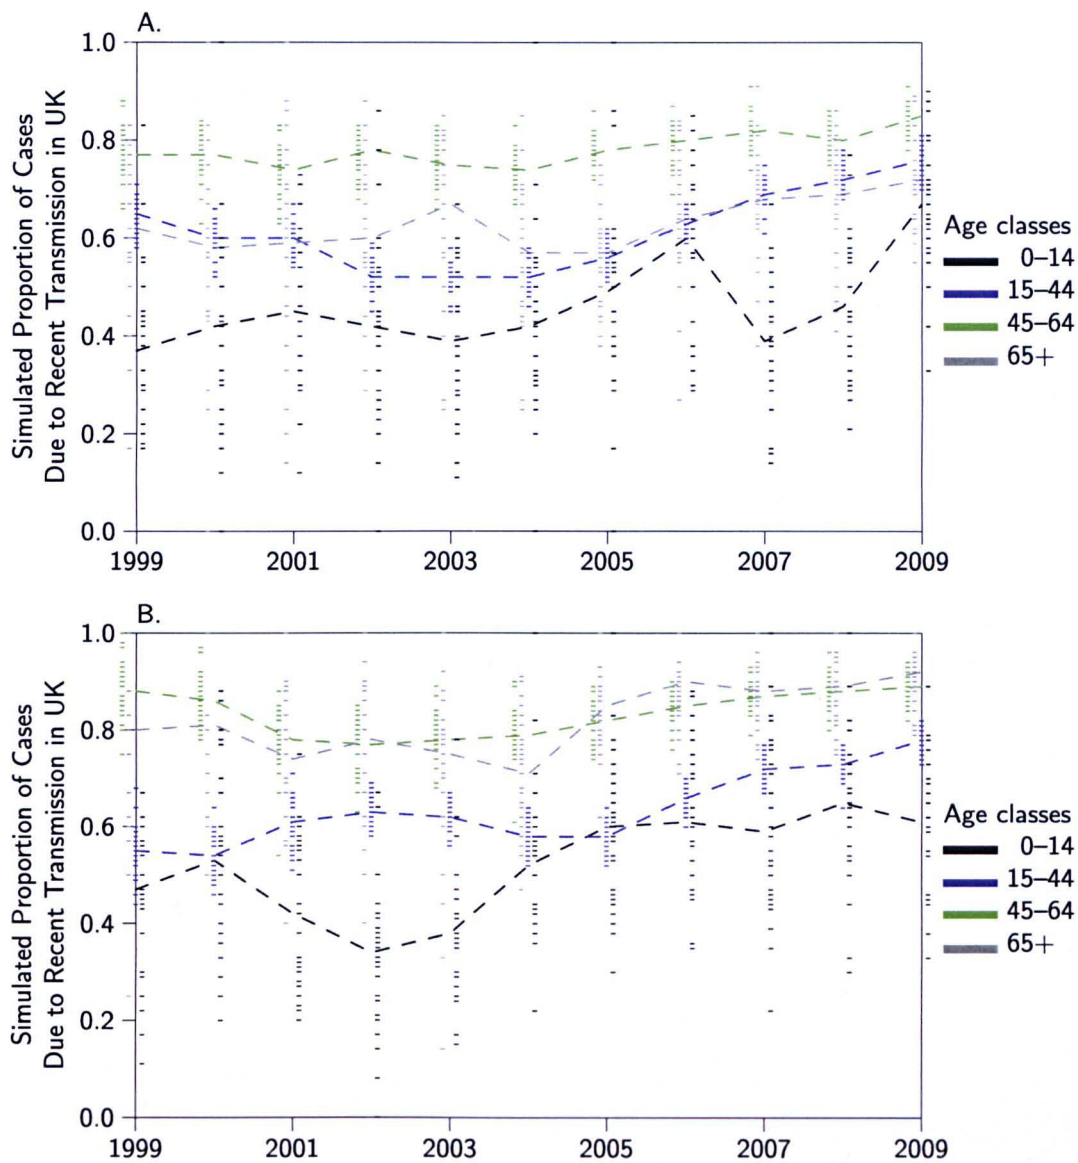 A.
Simulated Proportion of Cases
Due to Recent Transmission in UK
1.0
0.8
0.6
0.4
0.2
0.0
1999 2001 2003 2005 2007 2009
Age classes
0–14
15–44
45–64
65+
B.
Simulated Proportion of Cases
Due to Recent Transmission in UK
1.0
0.8
0.6
0.4
0.2
0.0
1999 2001 2003 2005 2007 2009
Age classes
0–14
15–44
45–64
65+